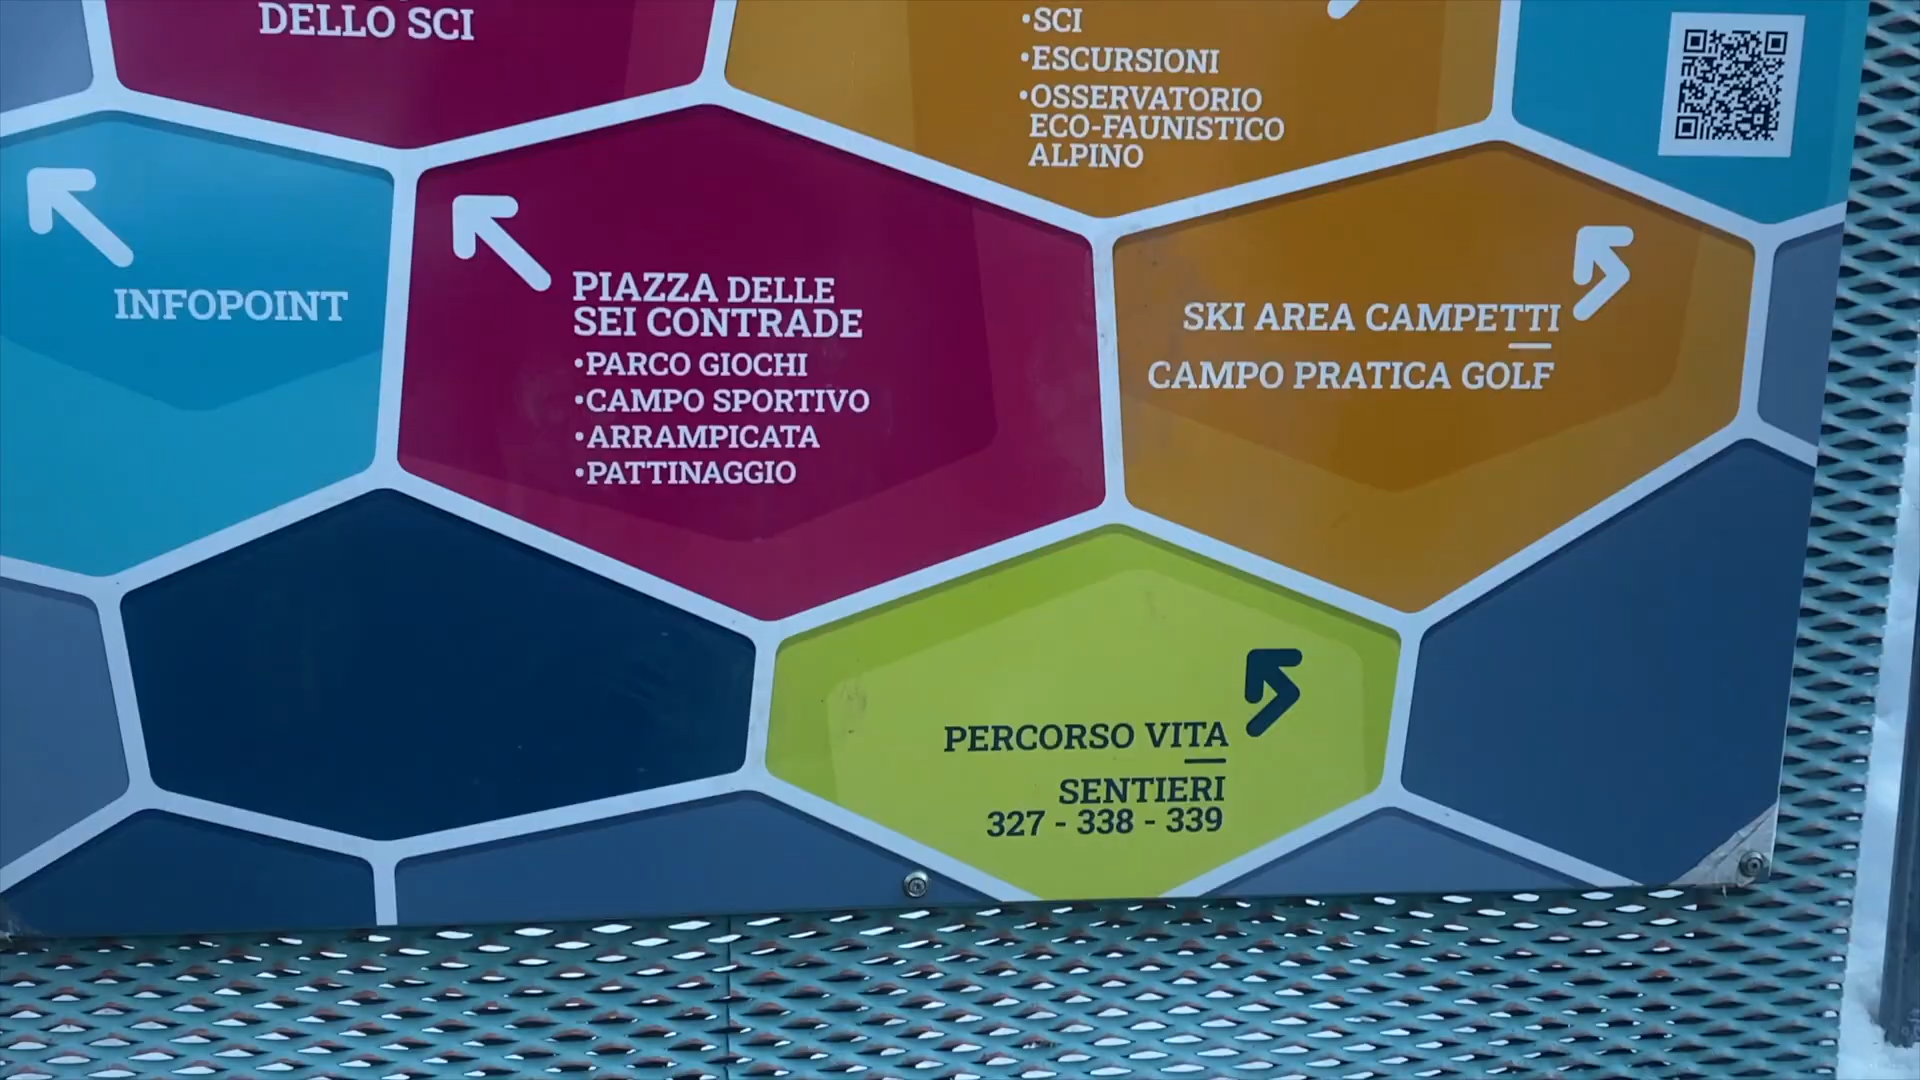 DELLO SCI
•SCI
•ESCURSIONI
•OSSERVATORIO
ECO-FAUNISTICO
ALPINO
INFOPOINT
PIAZZA DELLE
SEI CONTRADE
•PARCO GIOCHI
•CAMPO SPORTIVO
•ARRAMPICATA
•PATTINAGGIO
SKI AREA CAMPETTI
CAMPO PRATICA GOLF
PERCORSO VITA
SENTIERI
327 - 338 - 339